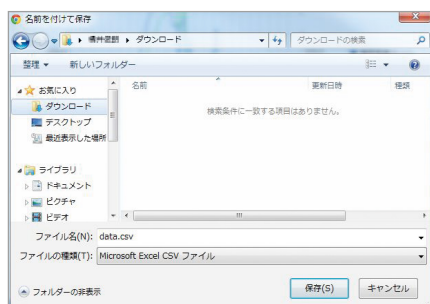 名前を付けて保存
ダウンロード
ダウンロードの検索
整理 新しいフォルダー
お気に入り
ダウンロード
デスクトップ
最近表示した場所
ライブラリ
ドキュメント
ピクチャ
ビデオ
名前 更新日時 種類
検索条件に一致する項目はありません。
ファイル名(N): data.csv
ファイルの種類(T): Microsoft Excel CSV ファイル
フォルダーの非表示
保存(S) キャンセル